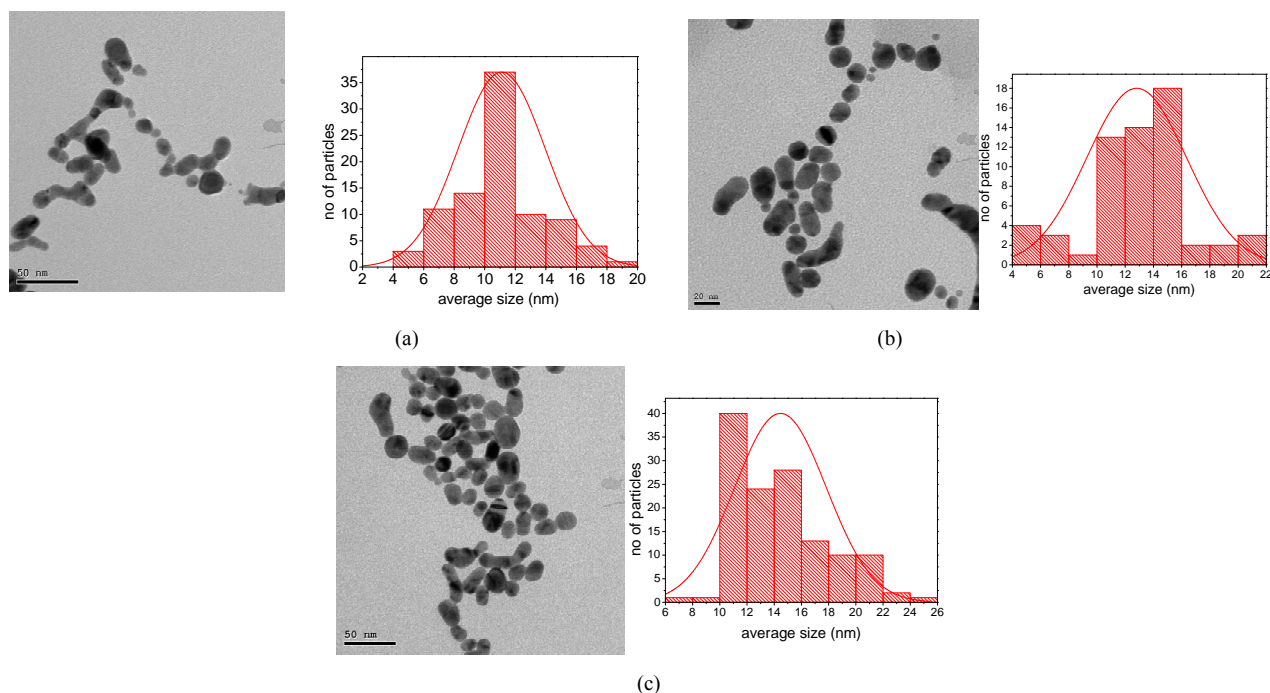 50 nm
no of particles
35
30
25
20
15
10
5
0
2 4 6 8 10 12 14 16 18 20
average size (nm)
20 nm
no of particles
18
16
14
12
10
8
6
4
2
0
4 6 8 10 12 14 16 18 20 22
average size (nm)
(a)
(b)
50 nm
no of particles
40
35
30
25
20
15
10
5
0
6 8 10 12 14 16 18 20 22 24 26
average size (nm)
(c)